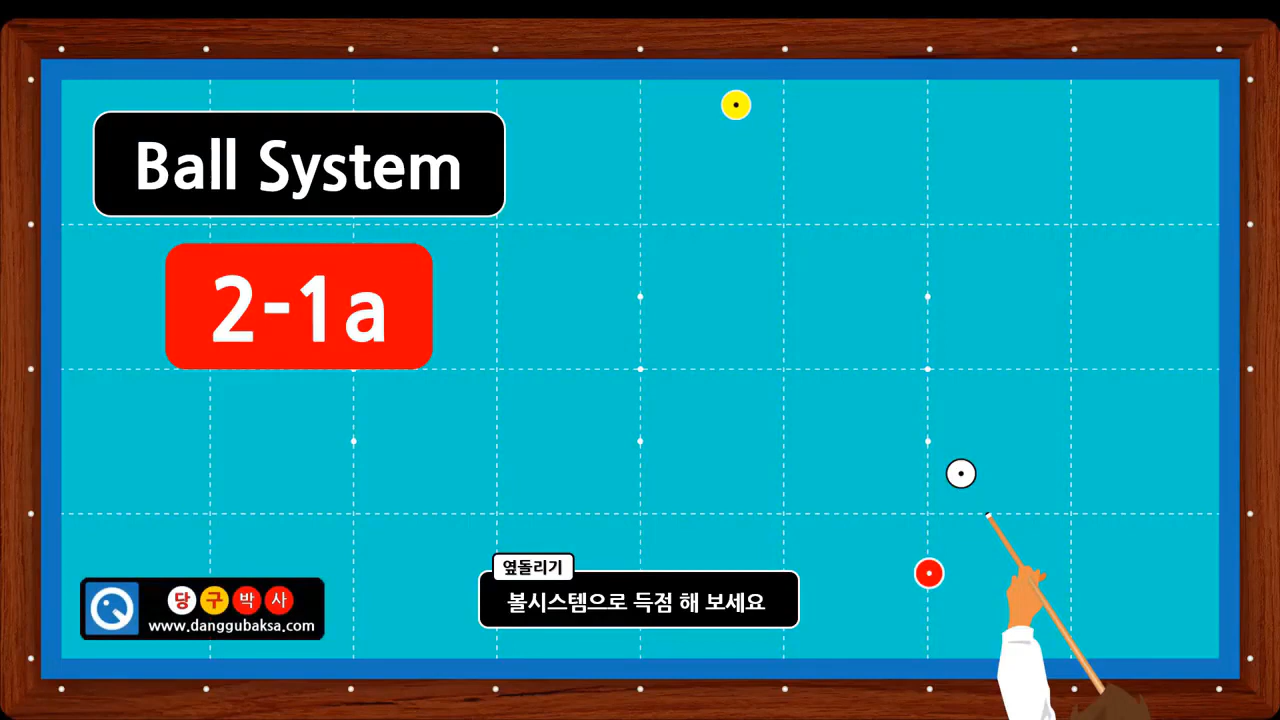 Ball System
2-1a
옆돌리기
볼시스템으로 득점 해 보세요
당구박사
www.danggubaksa.com